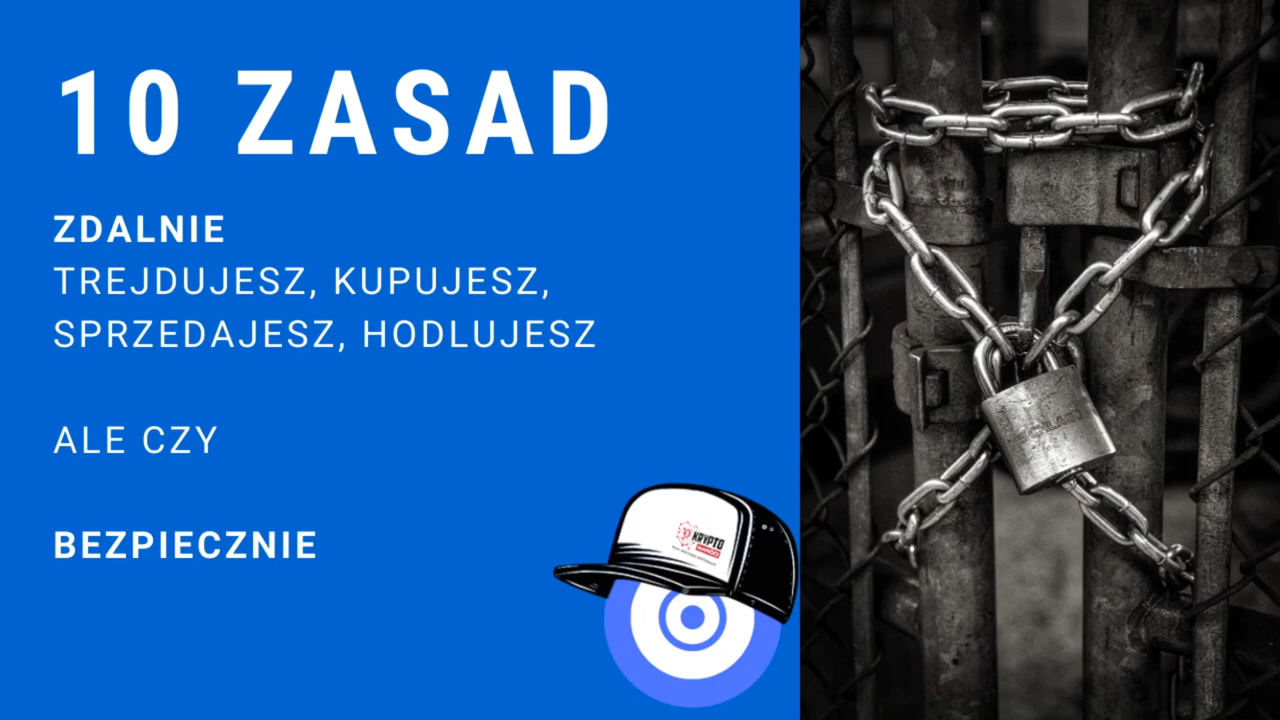 10 ZASAD
ZDALNIE
TREJDUJESZ, KUPUJESZ,
SPRZEDAJESZ, HODLUJESZ
ALE CZY
BEZPIECZNIE
KRYPTO